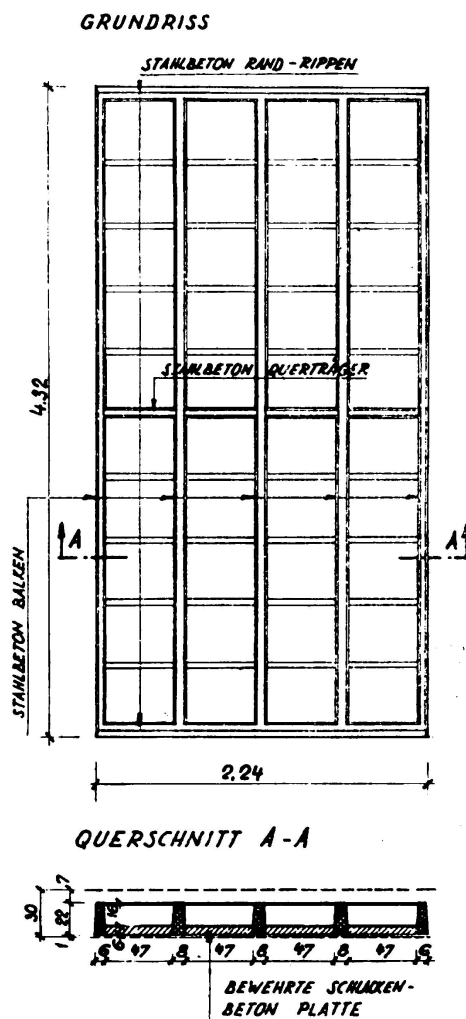 GRUNDRISS
STAHLBETON RAND-RIPPEN
4.32
STAHLBETON QUERTRÄGER
A
A
STAHLBETON BALKEN
2,24
QUERSCHNITT A-A
30
1 22 7
6 16
6 47 8 47 8 47 8 47 6
BEWEHRTE SCHLACKEN-
BETON PLATTE